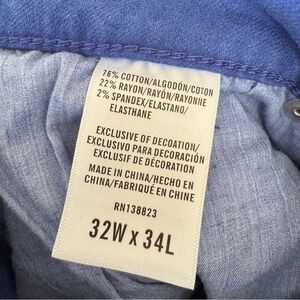 76% COTTON/ALGODÓN/COTON
22% RAYON/RAYÓN/RAYONNE
2% SPANDEX/ELASTANO/
ELASTHANE
EXCLUSIVE OF DECOATION/
EXCLUSIVO PARA DECORACIÓN
EXCLUSIF DE DÉCORATION
MADE IN CHINA/HECHO EN
CHINA/FABRIQUÉ EN CHINE
RN138823
32W x 34L